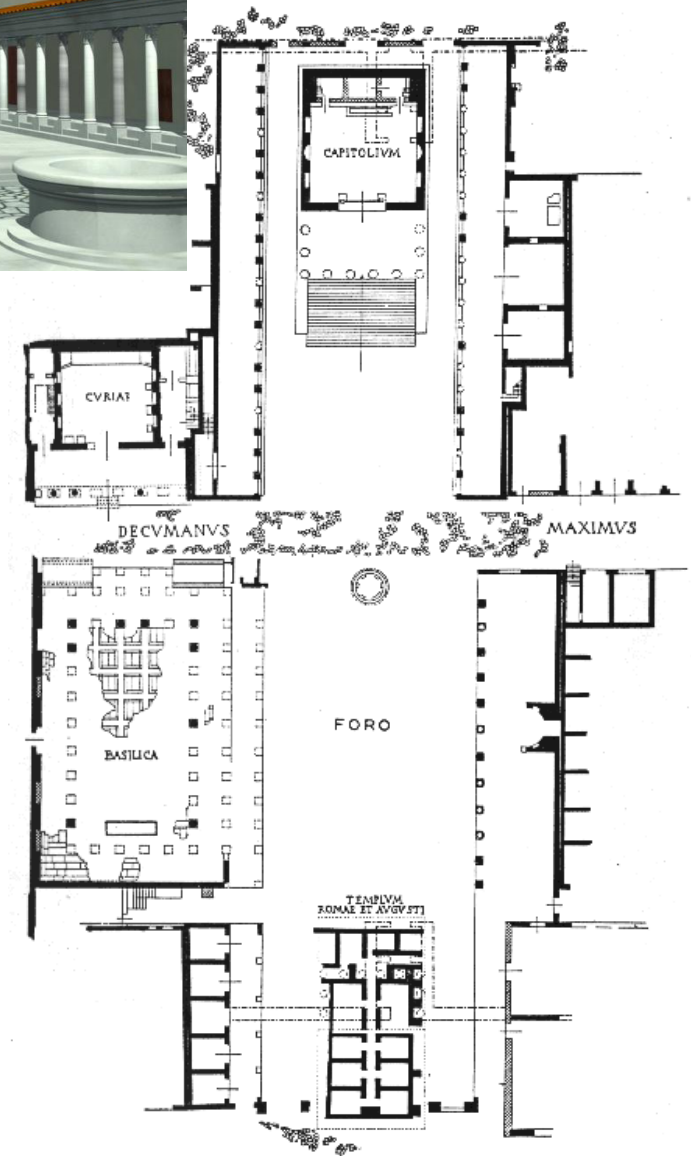 CAPITOLIVM
CVRIAE
DECVMANVS MAXIMVS
FORO
BASILICA
TEMPLVM
ROMAE ET AVGVSTI